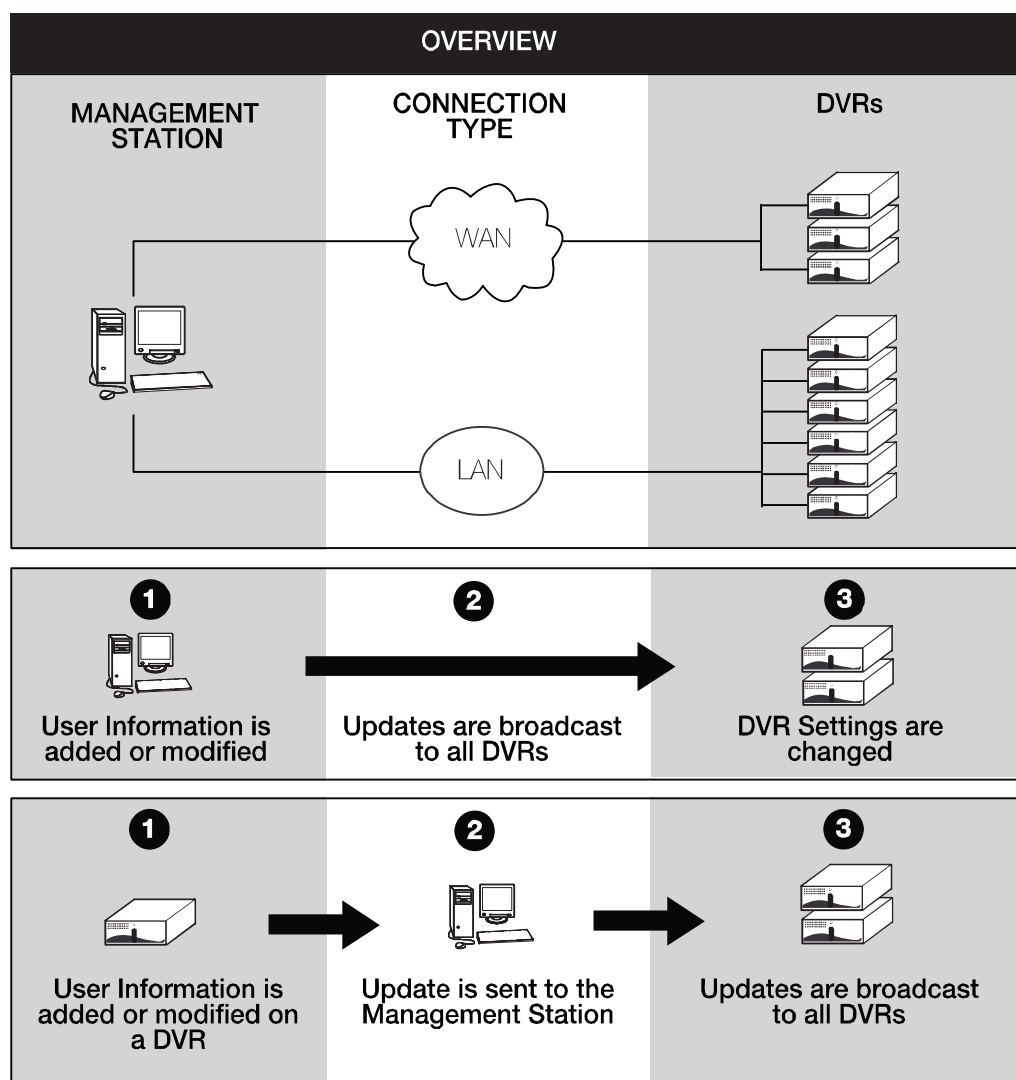 OVERVIEW
MANAGEMENT
STATION
CONNECTION
TYPE
DVRs
WAN
LAN
1
2
3
User Information is
added or modified
Updates are broadcast
to all DVRs
DVR Settings are
changed
1
2
3
User Information is
added or modified on
a DVR
Update is sent to the
Management Station
Updates are broadcast
to all DVRs